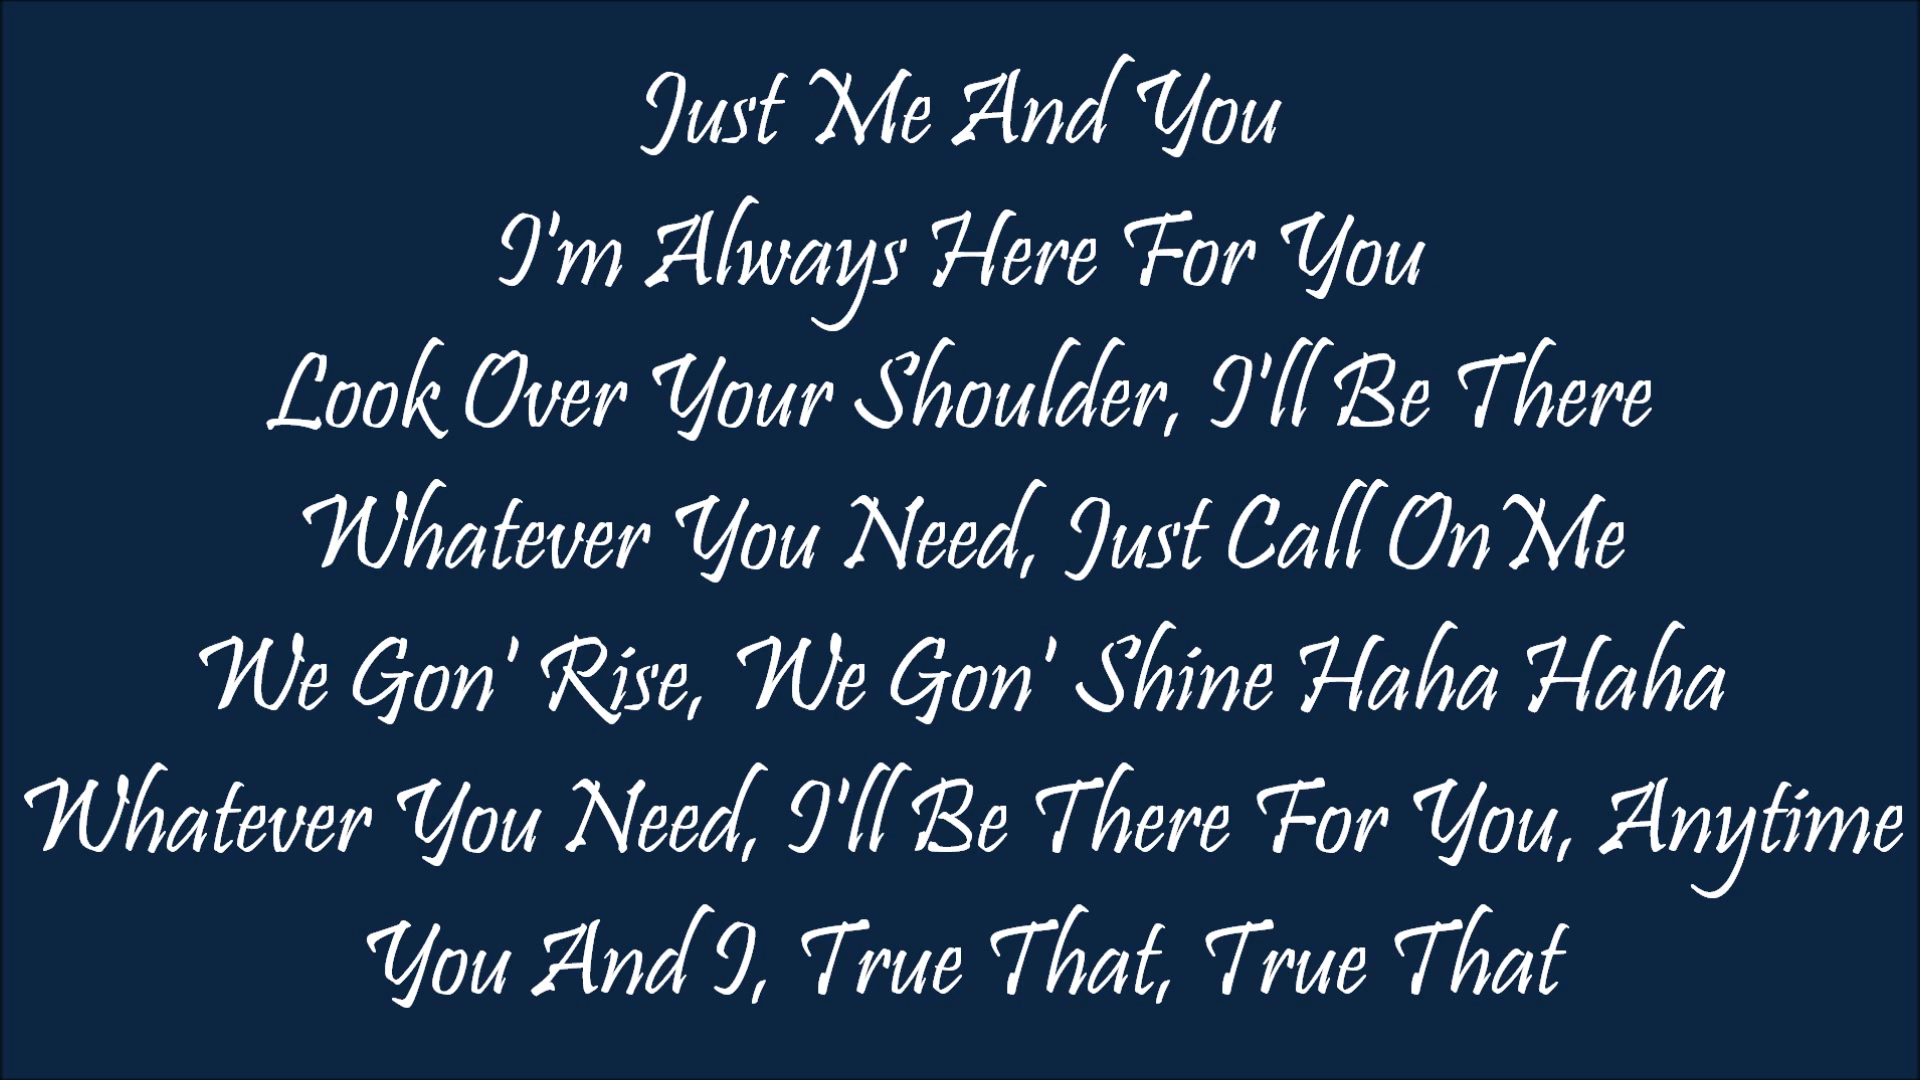 Just Me And You
I'm Always Here For You
Look Over Your Shoulder, I'll Be There
Whatever You Need, Just Call On Me
We Gon' Rise, We Gon' Shine Haha Haha
Whatever You Need, I'll Be There For You, Anytime
You And I, True That, True That